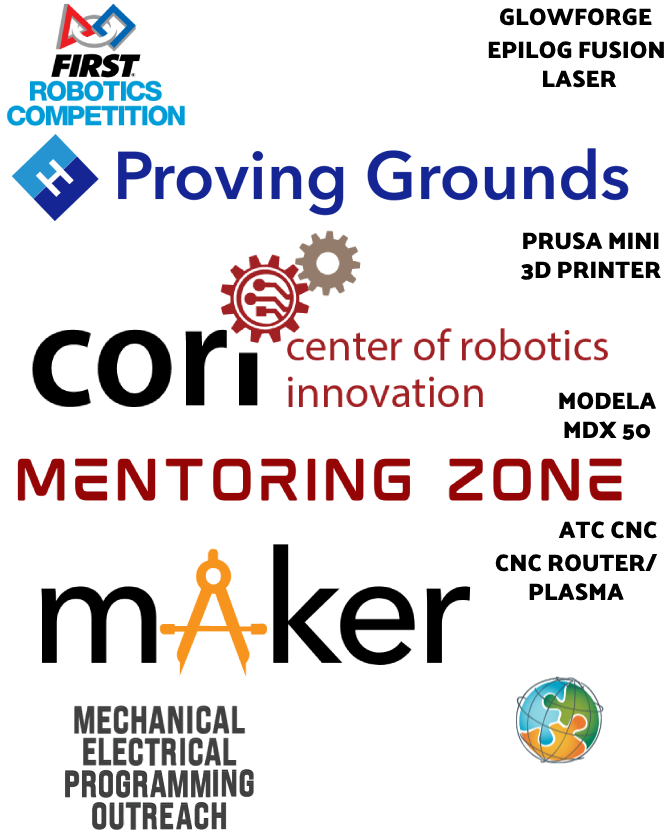 FIRST
ROBOTICS
COMPETITION
GLOWFORGE
EPILOG FUSION
LASER
H Proving Grounds
PRUSA MINI
3D PRINTER
cori center of robotics
innovation
MODELA
MDX 50
MENTORING ZONE
ATC CNC
CNC ROUTER/
PLASMA
mAker
MECHANICAL
ELECTRICAL
PROGRAMMING
OUTREACH